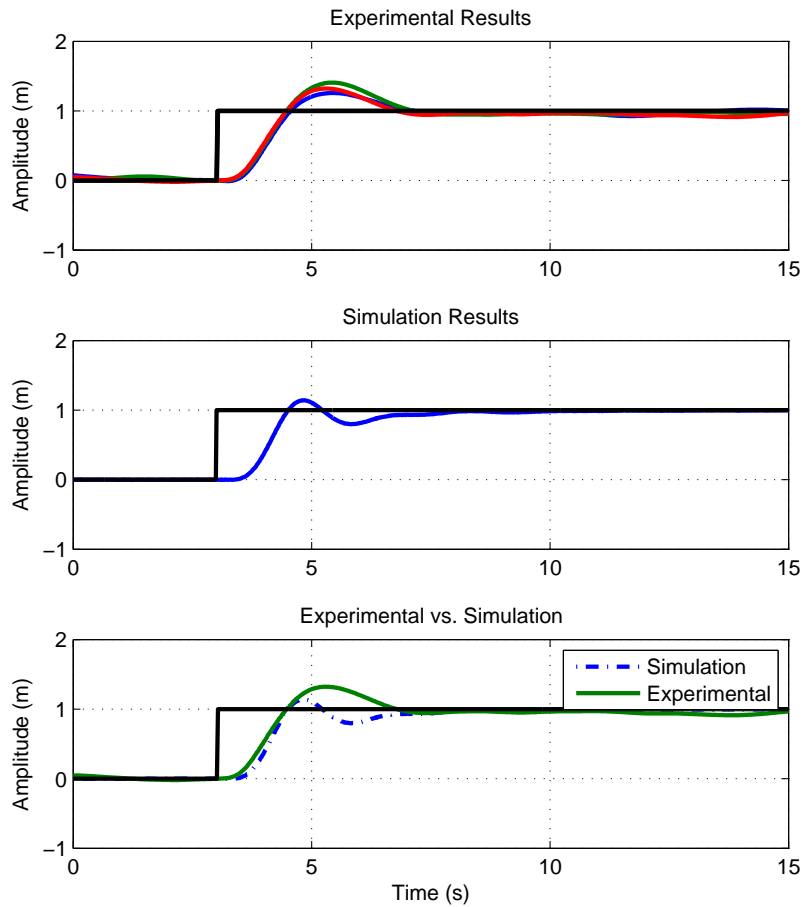 Experimental Results
Amplitude (m)
2
1
0
−1
0 5 10 15
Simulation Results
Amplitude (m)
2
1
0
−1
0 5 10 15
Experimental vs. Simulation
Amplitude (m)
2
1
0
−1
Simulation
Experimental
0 5 10 15
Time (s)